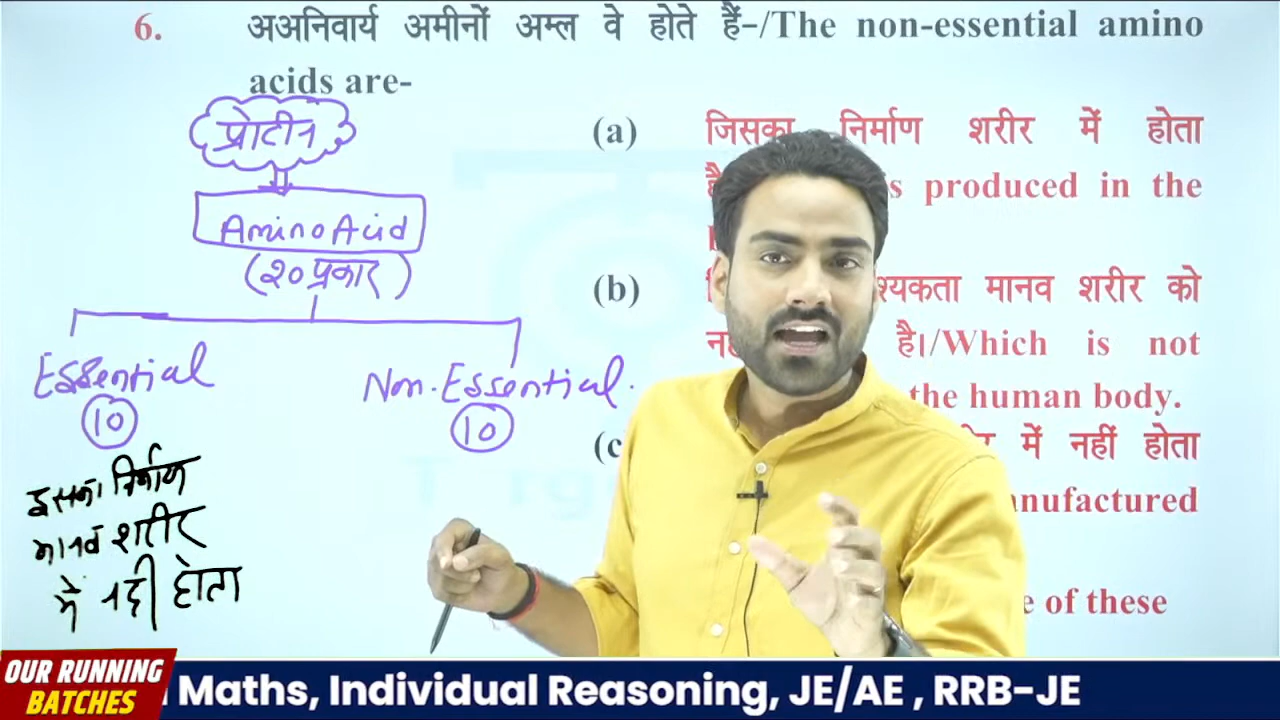 6. अअनिवार्य अमीनों अम्ल वे होते हैं-/The non-essential amino
acids are-
प्रोटीन
Amino Acid
(20 प्रकार)
Essential
10
Non-Essential
10
इसका निर्माण
मानव शरीर
में नही होता
(a) जिसका निर्माण शरीर में होता
produced in the
(b) मानव शरीर को
है।/Which is not
the human body.
में नहीं होता
of these
OUR RUNNING
BATCHES
Maths, Individual Reasoning, JE/AE , RRB-JE